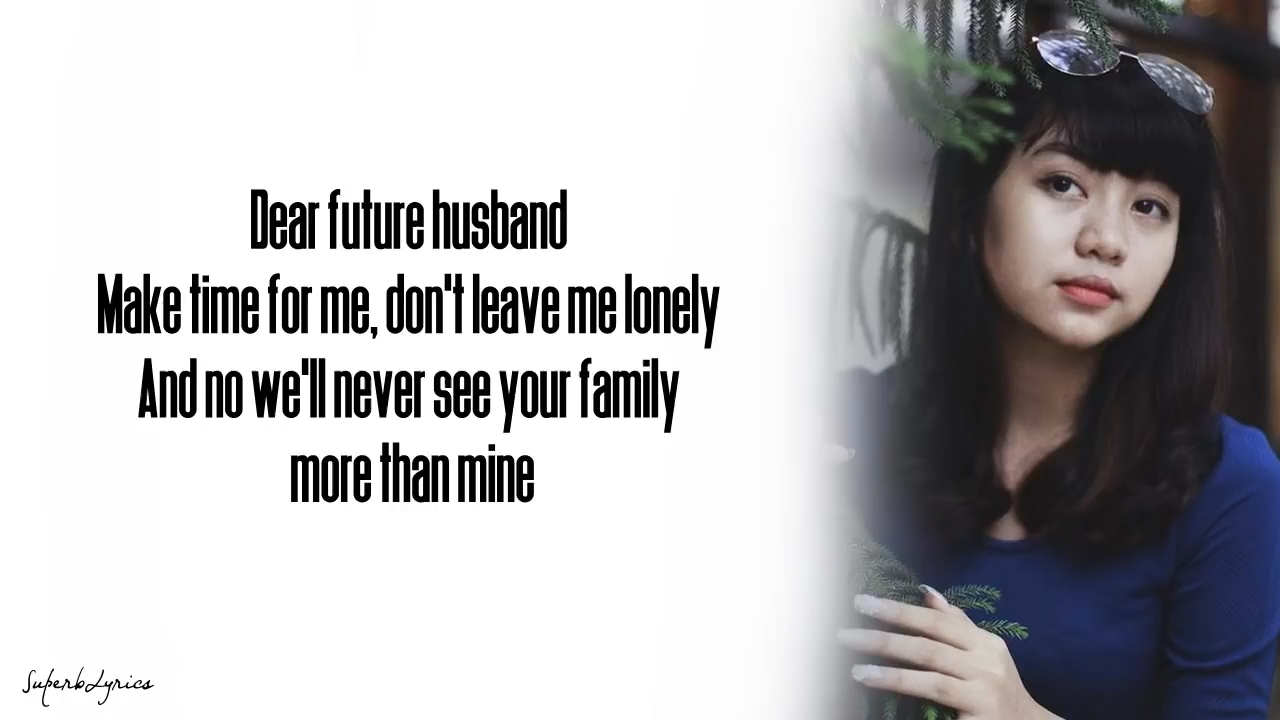 Dear future husband
Make time for me, don't leave me lonely
And no we'll never see your family
more than mine
SuperbLyrics